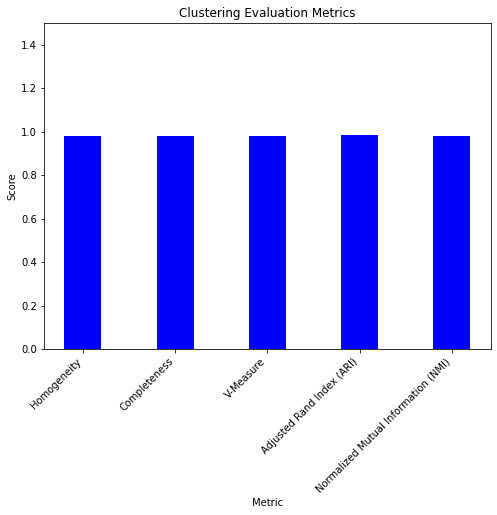 Clustering Evaluation Metrics
1.4
1.2
1.0
0.8
0.6
0.4
0.2
0.0
Score
Homogeneity
Completeness
V-Measure
Adjusted Rand Index (ARI)
Normalized Mutual Information (NMI)
Metric